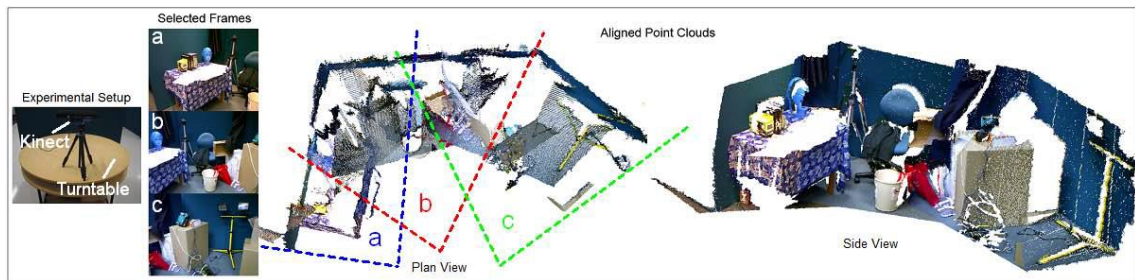 Selected Frames
Aligned Point Clouds
Experimental Setup
Kinect
Turntable
a
b
c
a
b
c
Plan View
Side View